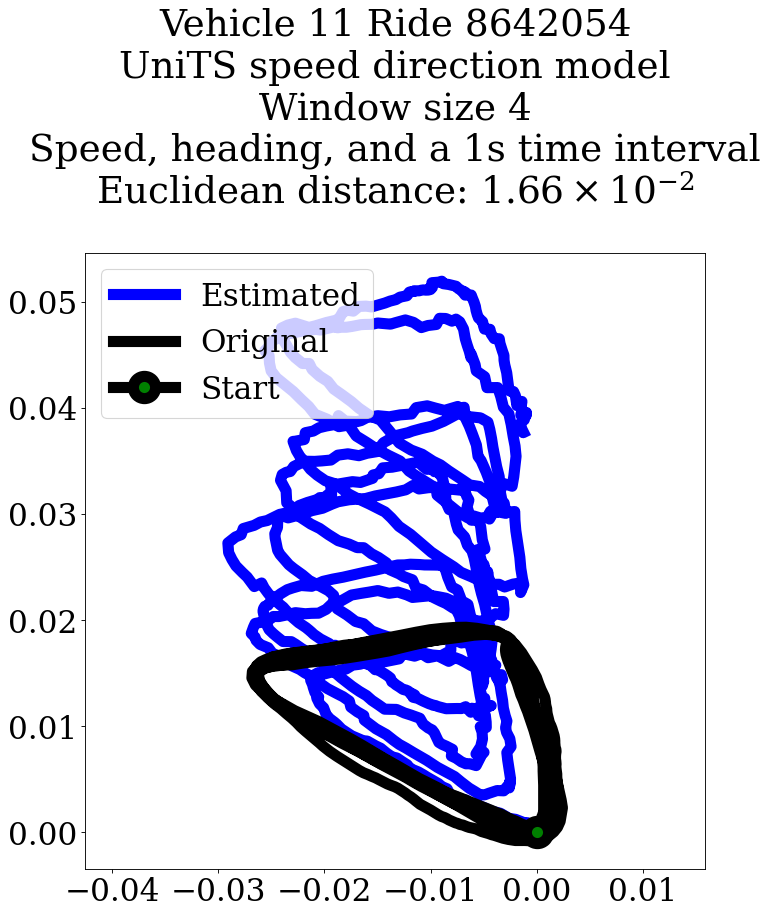 Vehicle 11 Ride 8642054
UniTS speed direction model
Window size 4
Speed, heading, and a 1s time interval
Euclidean distance: 1.66 × 10⁻²
Estimated
Original
Start
0.05
0.04
0.03
0.02
0.01
0.00
−0.04 −0.03 −0.02 −0.01 0.00 0.01